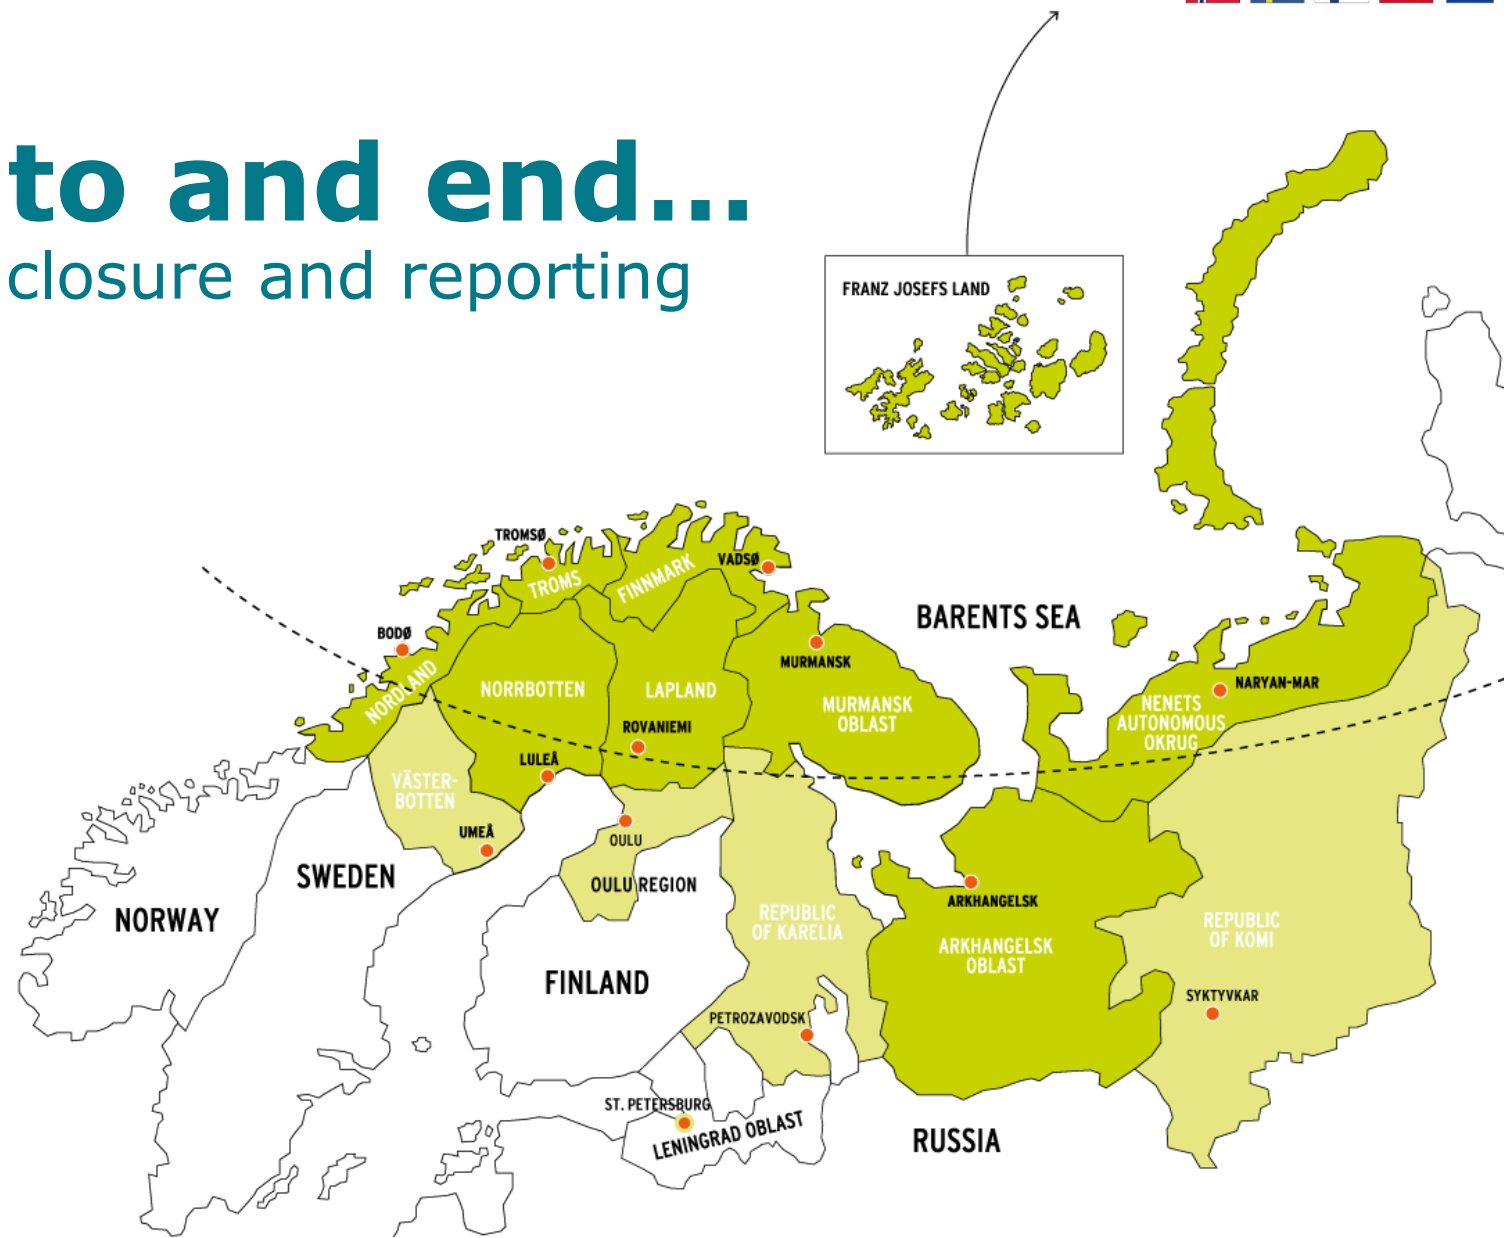 to and end...
closure and reporting
FRANZ JOSEFS LAND
TROMSØ
TROMS
FINNMARK
VADSØ
BODØ
NORDLAND
BARENTS SEA
MURMANSK
NORRBOTTEN
LAPLAND
MURMANSK
OBLAST
NARYAN-MAR
NENETS
AUTONOMOUS
OKRUG
ROVANIEMI
LULEÅ
VÄSTER-
BOTTEN
UMEÅ
OULU
SWEDEN
OULU REGION
NORWAY
ARKHANGELSK
REPUBLIC
OF KARELIA
REPUBLIC
OF KOMI
ARKHANGELSK
OBLAST
FINLAND
SYKTYVKAR
PETROZAVODSK
ST. PETERSBURG
LENINGRAD OBLAST
RUSSIA